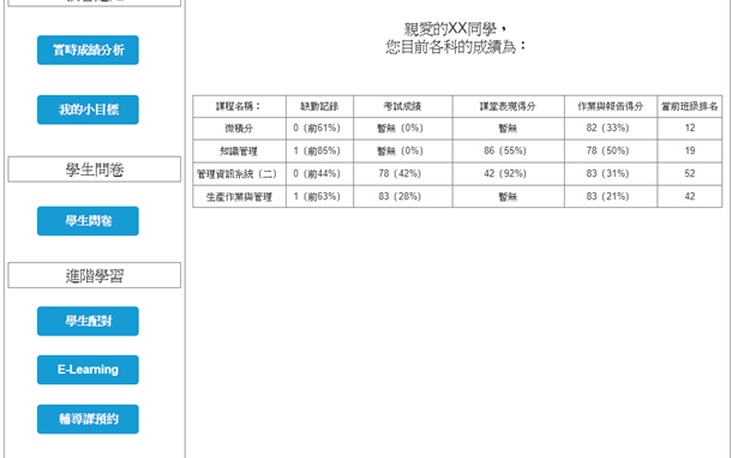 實時成績分析
我的小目標
學生問卷
學生問卷
進階學習
學生配對
E-Learning
輔導課預約
親愛的XX同學，
您目前各科的成績為：
課程名稱： 缺勤記錄 考試成績 課堂表現得分 作業與報告得分 當前班級排名
微積分 0（前61%） 暫無（0%） 暫無 82（33%） 12
知識管理 1（前85%） 暫無（0%） 86（55%） 78（50%） 19
管理資訊系統（二） 0（前44%） 78（42%） 42（92%） 83（31%） 52
生產作業與管理 1（前63%） 83（28%） 暫無 83（21%） 42